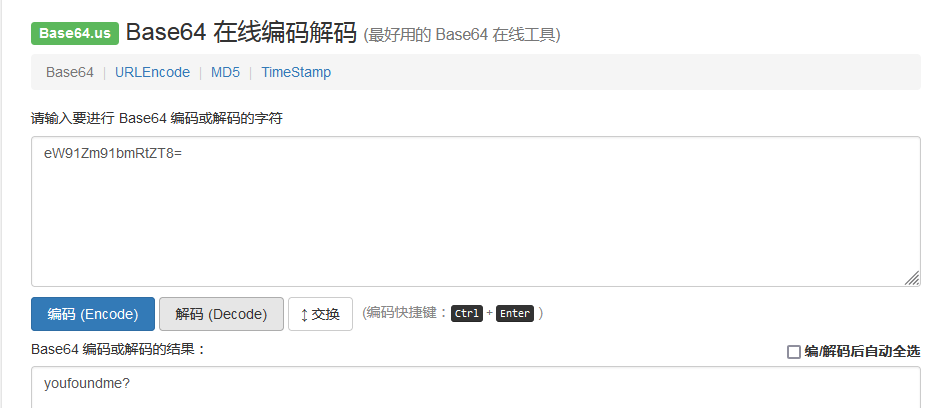 Base64.us Base64 在线编码解码 (最好用的 Base64 在线工具)
Base64 | URLEncode | MD5 | TimeStamp
请输入要进行 Base64 编码或解码的字符
eW91Zm91bmRtZT8=
编码 (Encode) 解码 (Decode) ↕交换 (编码快捷键：Ctrl + Enter )
Base64 编码或解码的结果： 编/解码后自动全选
youfoundme?